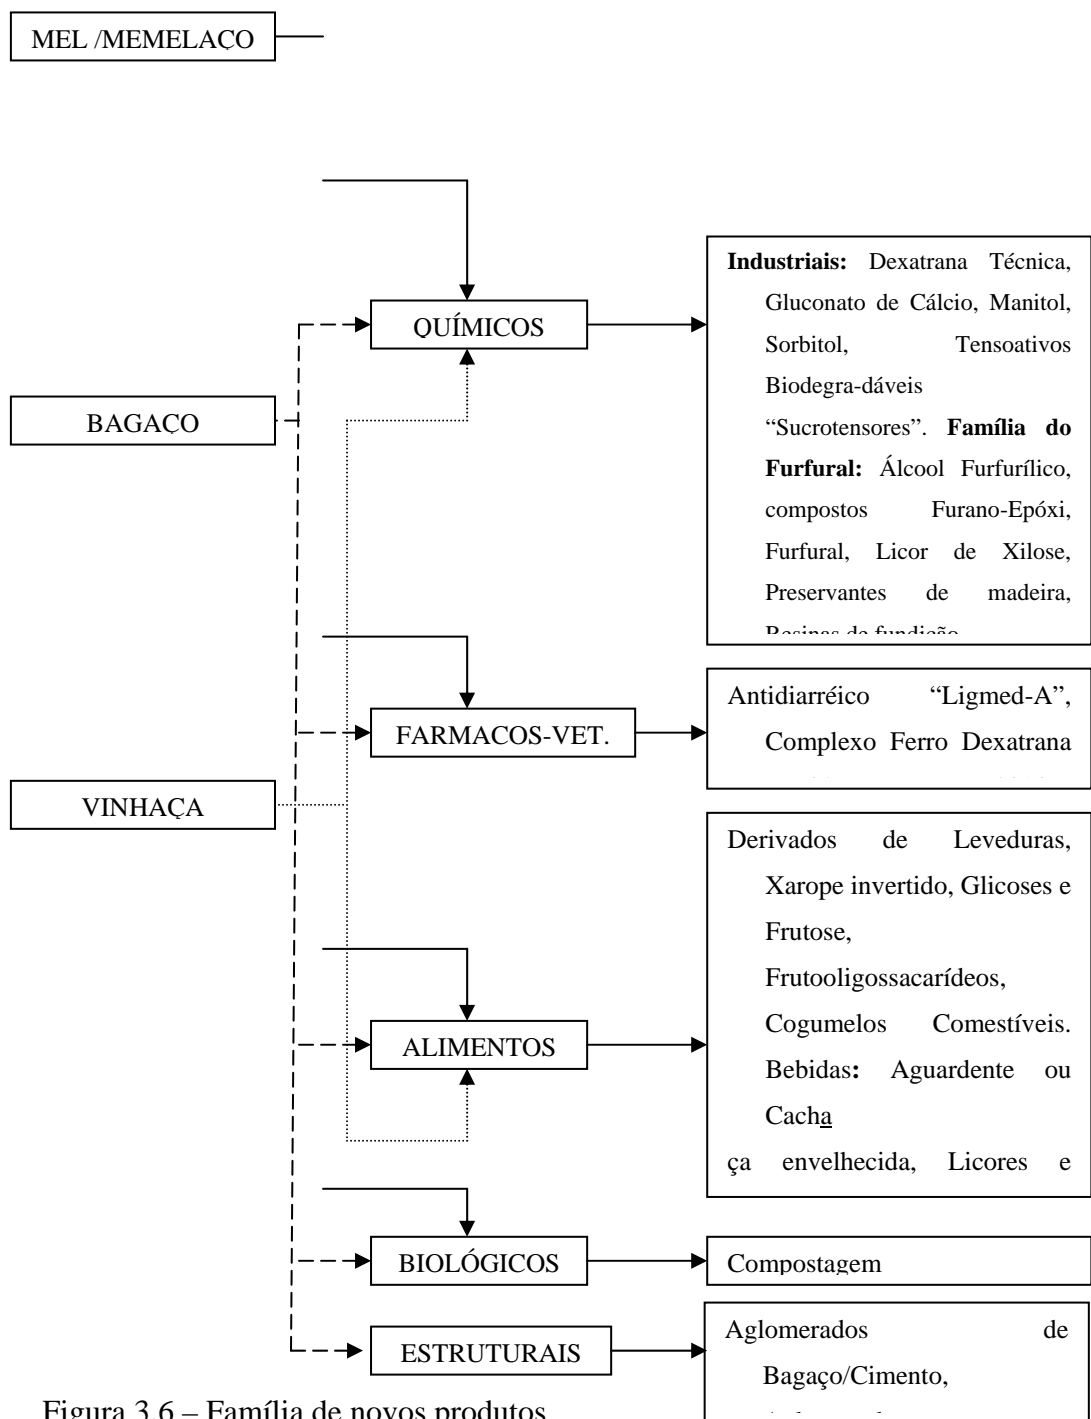 MEL /MEMELAÇO
QUÍMICOS
Industriais: Dexatrana Técnica,
Gluconato de Cálcio, Manitol,
Sorbitol, Tensoativos
Biodegra-dáveis
“Sucrotensores”. Família do
Furfural: Álcool Furfurílico,
compostos Furano-Epóxi,
Furfural, Licor de Xilose,
Preservantes de madeira,
Resinas de fundição
BAGAÇO
FARMACOS-VET.
Antidiarréico “Ligmed-A”,
Complexo Ferro Dexatrana
VINHAÇA
ALIMENTOS
Derivados de Leveduras,
Xarope invertido, Glicoses e
Frutose,
Frutooligossacarídeos,
Cogumelos Comestíveis.
Bebidas: Aguardente ou
Cacha
ça envelhecida, Licores e
BIOLÓGICOS
Compostagem
ESTRUTURAIS
Aglomerados de
Bagaço/Cimento,
Figura 3.6 – Família de novos produtos